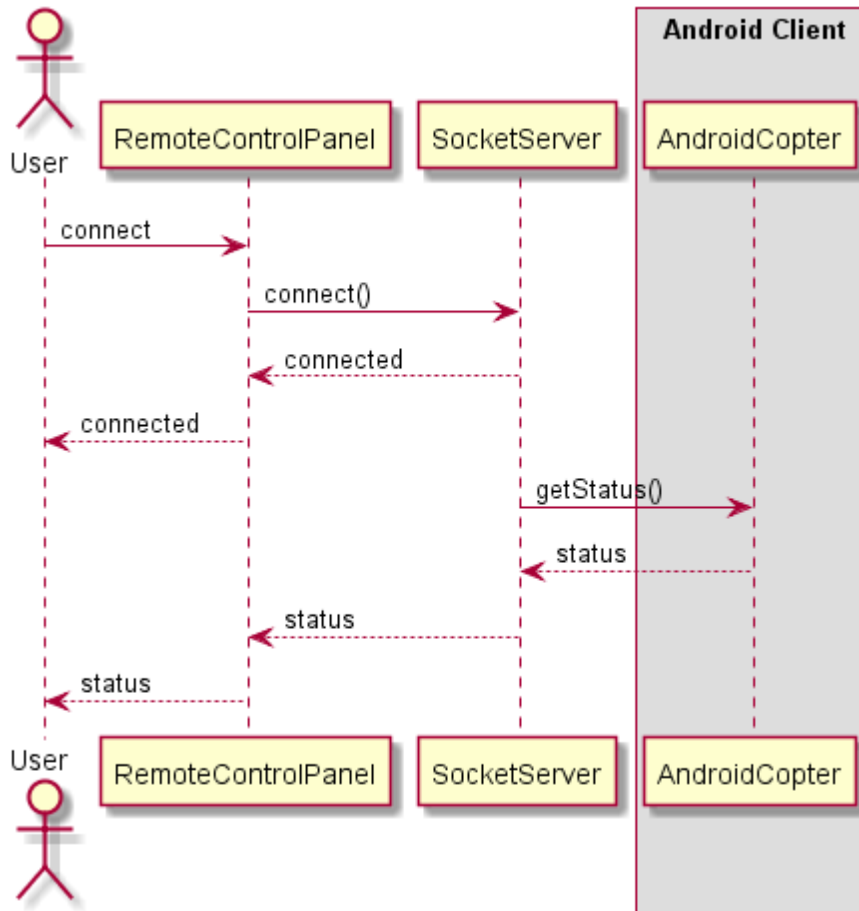 Android Client
User
RemoteControlPanel
SocketServer
AndroidCopter
connect
connect()
connected
connected
getStatus()
status
status
status
User
RemoteControlPanel
SocketServer
AndroidCopter